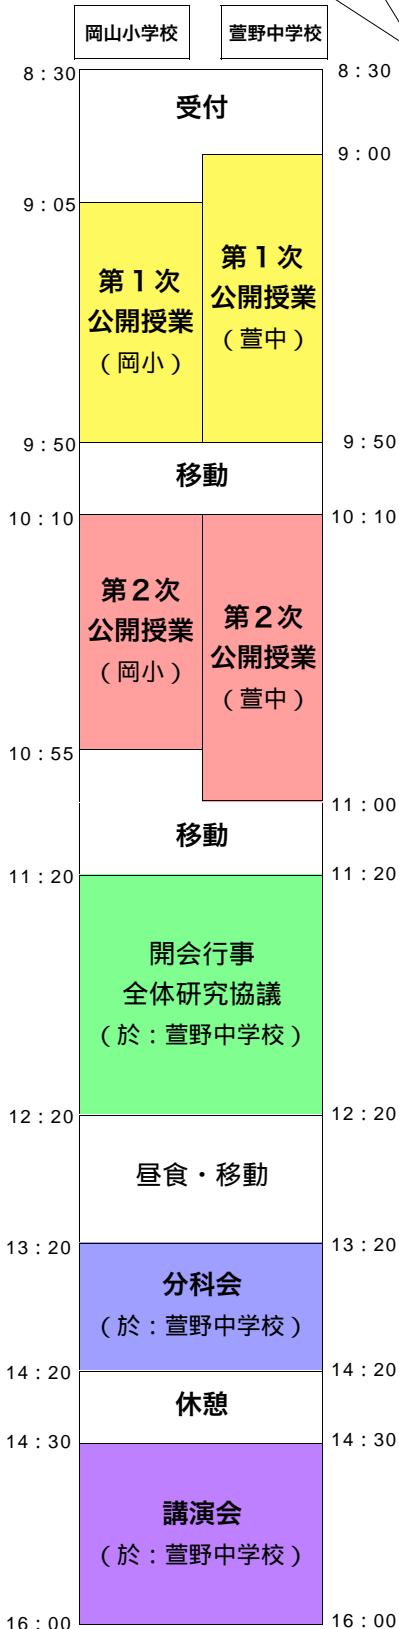 岡山小学校
萱野中学校
8：30
8：30
受付
9：00
9：05
第１次
公開授業
（岡小）
第１次
公開授業
（萱中）
9：50
9：50
移動
10：10
10：10
第２次
公開授業
（岡小）
第２次
公開授業
（萱中）
10：55
11：00
移動
11：20
11：20
開会行事
全体研究協議
（於：萱野中学校）
12：20
12：20
昼食・移動
13：20
13：20
分科会
（於：萱野中学校）
14：20
14：20
休憩
14：30
14：30
講演会
（於：萱野中学校）
16：00
16：00